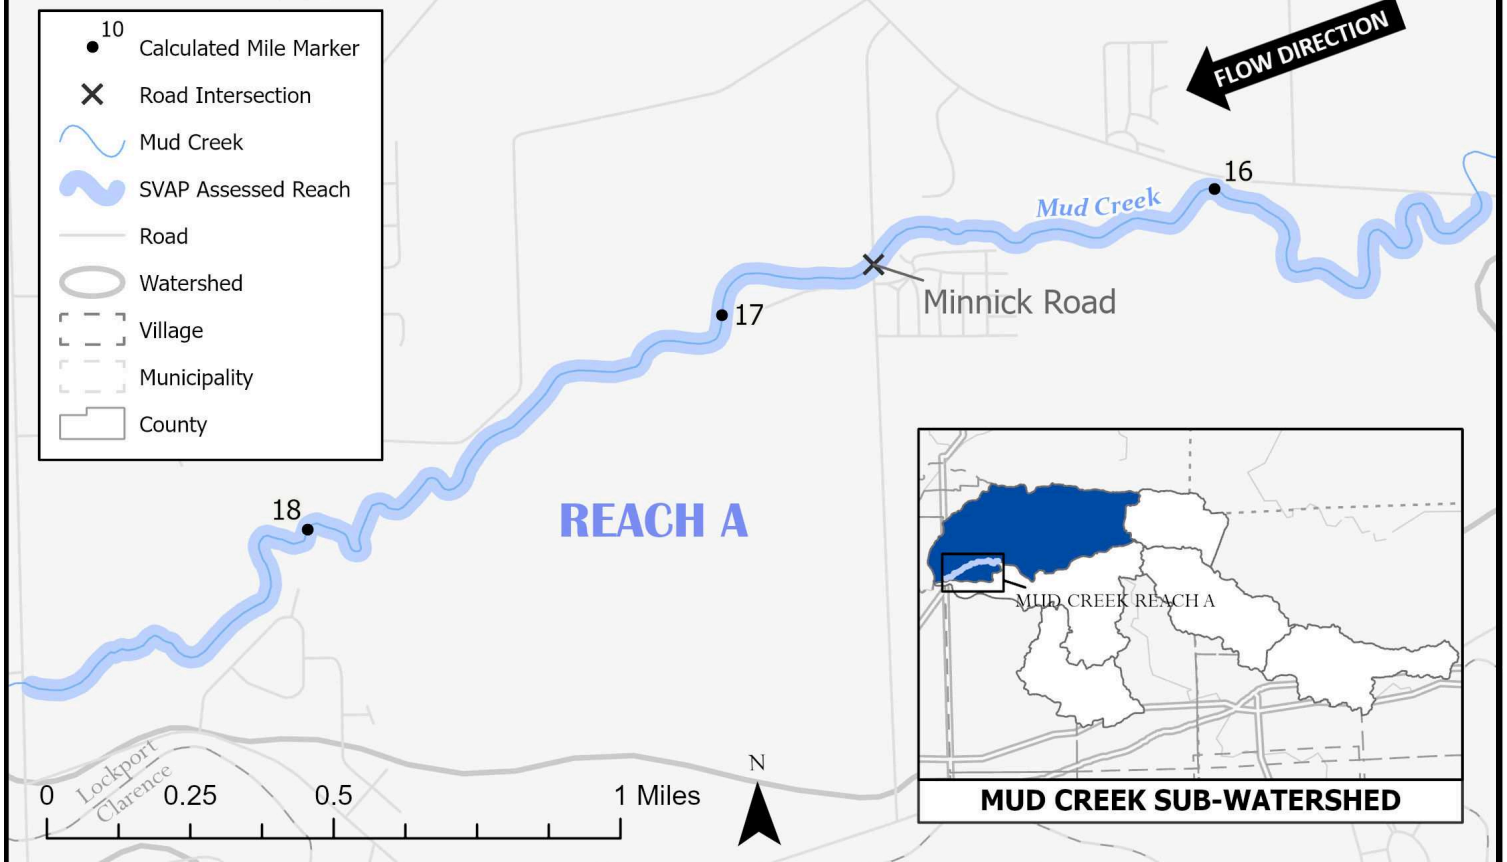 10
Calculated Mile Marker
Road Intersection
Mud Creek
SVAP Assessed Reach
Road
Watershed
Village
Municipality
County
FLOW DIRECTION
16
Mud Creek
Minnick Road
17
18
REACH A
MUD CREEK REACH A
MUD CREEK SUB-WATERSHED
Lockport
Clarence
0 0.25 0.5 1 Miles
N